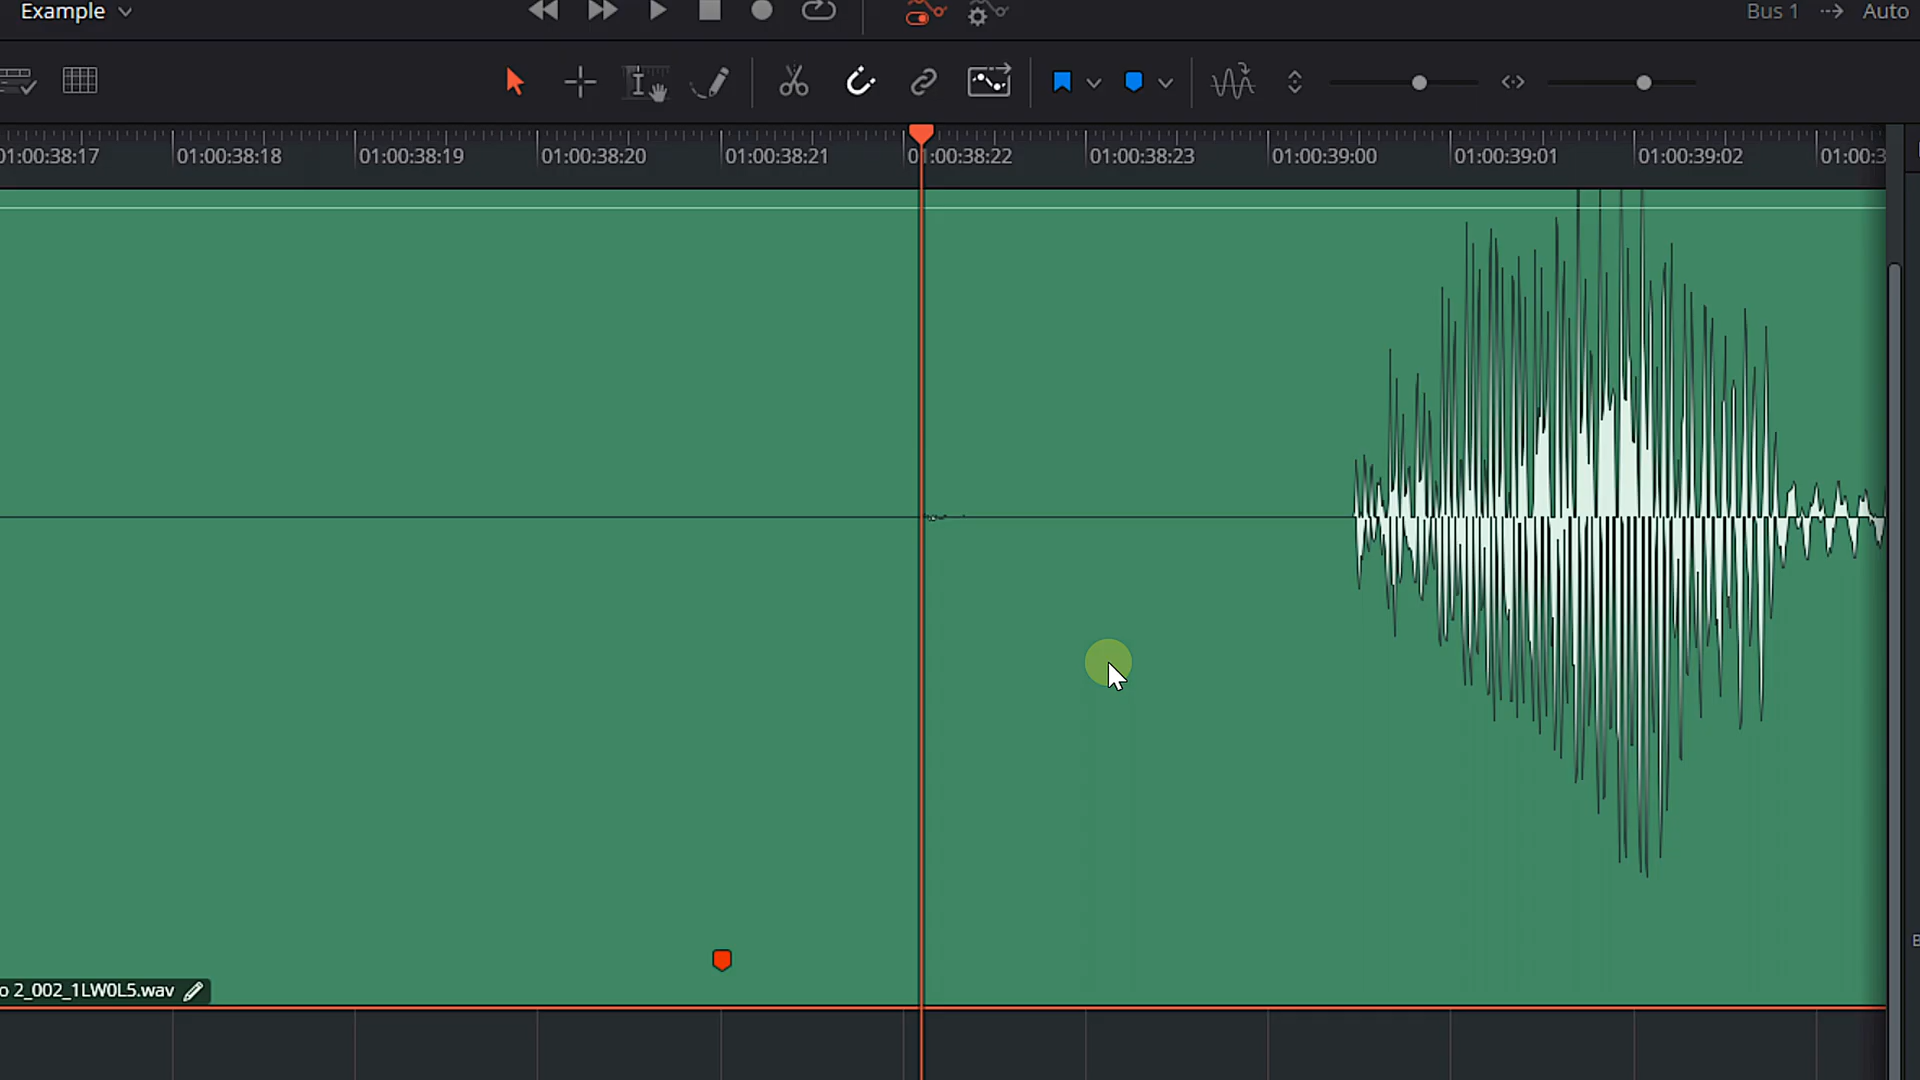 Example
Bus 1
Auto
01:00:38:17
01:00:38:18
01:00:38:19
01:00:38:20
01:00:38:21
01:00:38:22
01:00:38:23
01:00:39:00
01:00:39:01
01:00:39:02
01:00:3
o 2_002_1LW0L5.wav